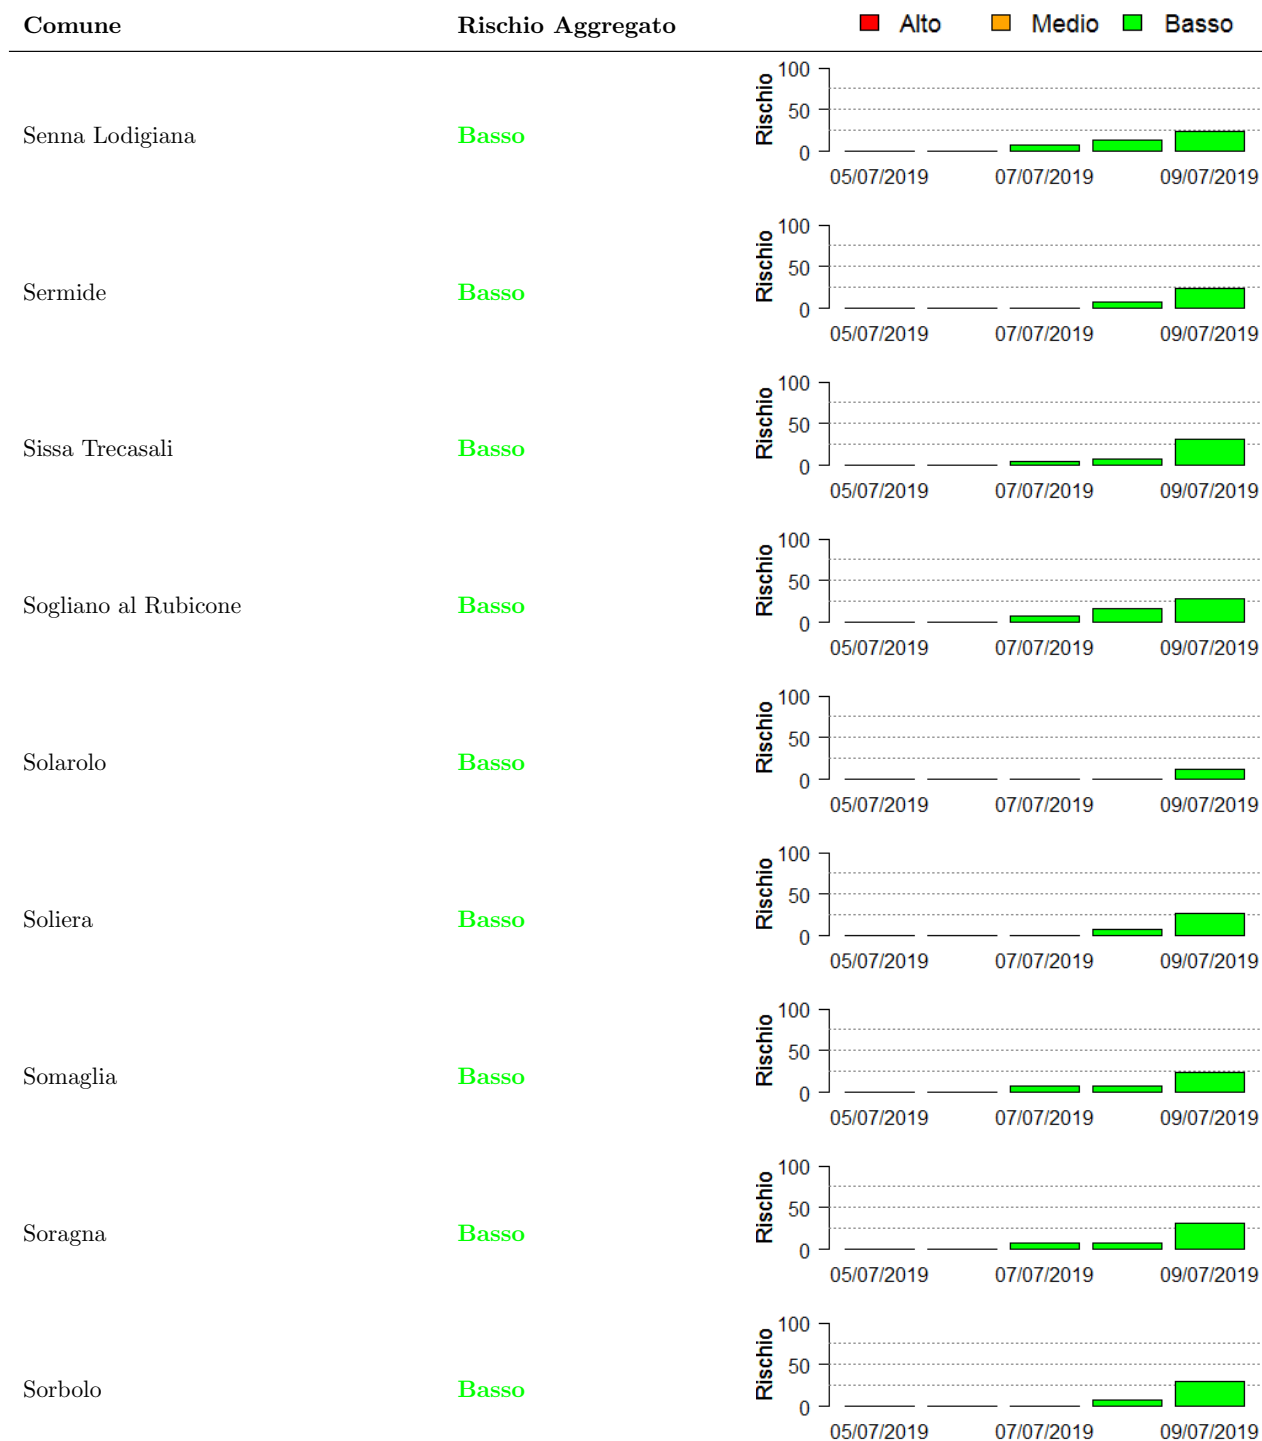 Comune Rischio Aggregato Alto Medio Basso
100
50
0
Rischio
Senna Lodigiana Basso
05/07/2019 07/07/2019 09/07/2019
100
50
0
Rischio
Sermide Basso
05/07/2019 07/07/2019 09/07/2019
100
50
0
Rischio
Sissa Trecasali Basso
05/07/2019 07/07/2019 09/07/2019
100
50
0
Rischio
Sogliano al Rubicone Basso
05/07/2019 07/07/2019 09/07/2019
100
50
0
Rischio
Solarolo Basso
05/07/2019 07/07/2019 09/07/2019
100
50
0
Rischio
Soliera Basso
05/07/2019 07/07/2019 09/07/2019
100
50
0
Rischio
Somaglia Basso
05/07/2019 07/07/2019 09/07/2019
100
50
0
Rischio
Soragna Basso
05/07/2019 07/07/2019 09/07/2019
100
50
0
Rischio
Sorbolo Basso
05/07/2019 07/07/2019 09/07/2019